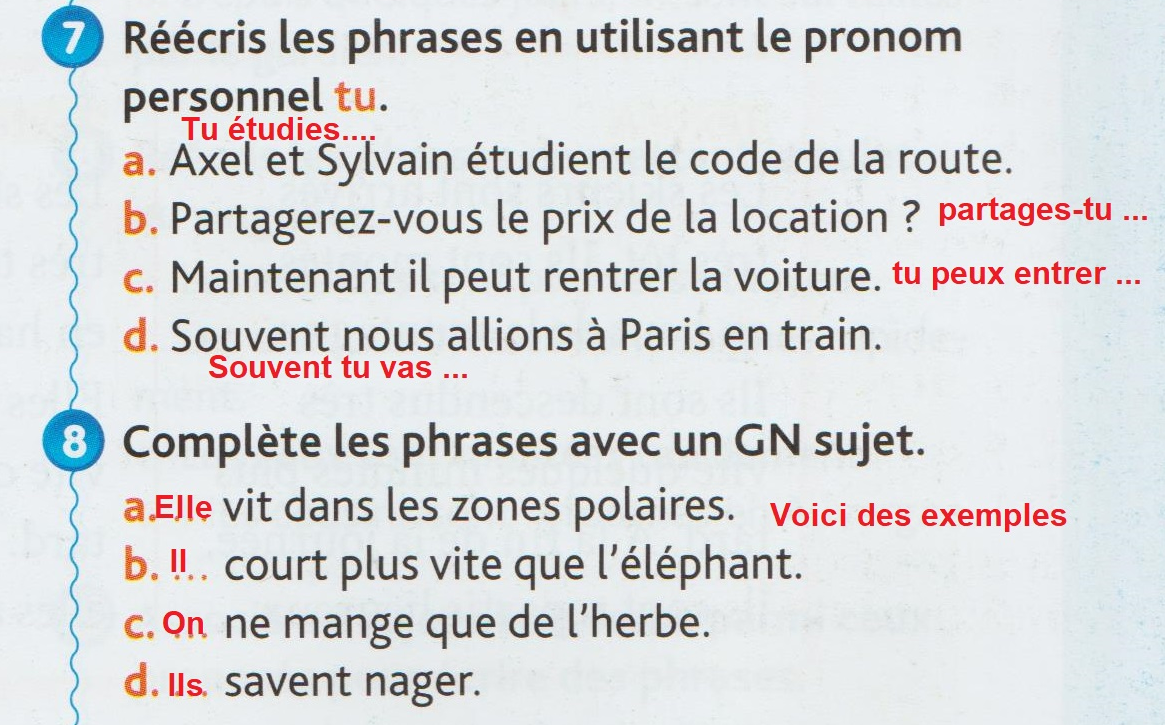 7 Réécris les phrases en utilisant le pronom
personnel tu.
Tu étudies....
a. Axel et Sylvain étudient le code de la route.
b. Partagerez-vous le prix de la location ? partages-tu ...
c. Maintenant il peut rentrer la voiture. tu peux entrer ...
d. Souvent nous allions à Paris en train.
Souvent tu vas ...
8 Complète les phrases avec un GN sujet.
a. Elle vit dans les zones polaires. Voici des exemples
b. Il ... court plus vite que l'éléphant.
c. On ne mange que de l'herbe.
d. Ils. savent nager.